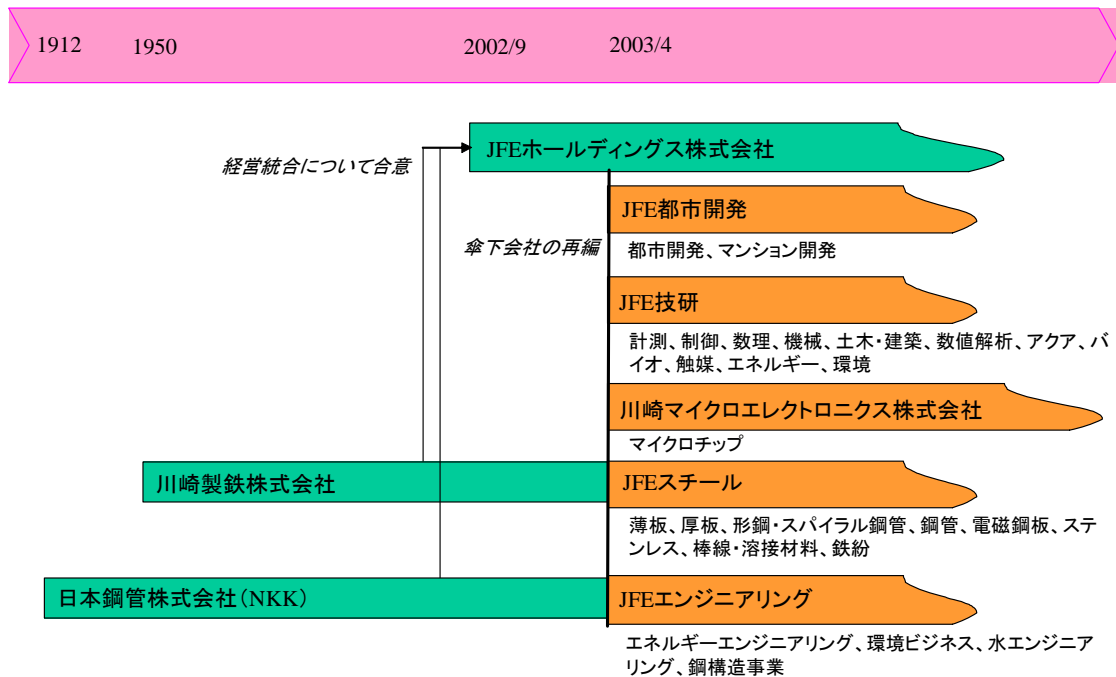 1912 1950 2002/9 2003/4
JFEホールディングス株式会社
経営統合について合意
JFE都市開発
傘下会社の再編
都市開発、マンション開発
JFE技研
計測、制御、数理、機械、土木・建築、数値解析、アクア、バ
イオ、触媒、エネルギー、環境
川崎マイクロエレクトロニクス株式会社
マイクロチップ
川崎製鉄株式会社
JFEスチール
薄板、厚板、形鋼・スパイラル鋼管、鋼管、電磁鋼板、ステ
ンレス、棒線・溶接材料、鉄紛
日本鋼管株式会社(NKK)
JFEエンジニアリング
エネルギーエンジニアリング、環境ビジネス、水エンジニア
リング、鋼構造事業